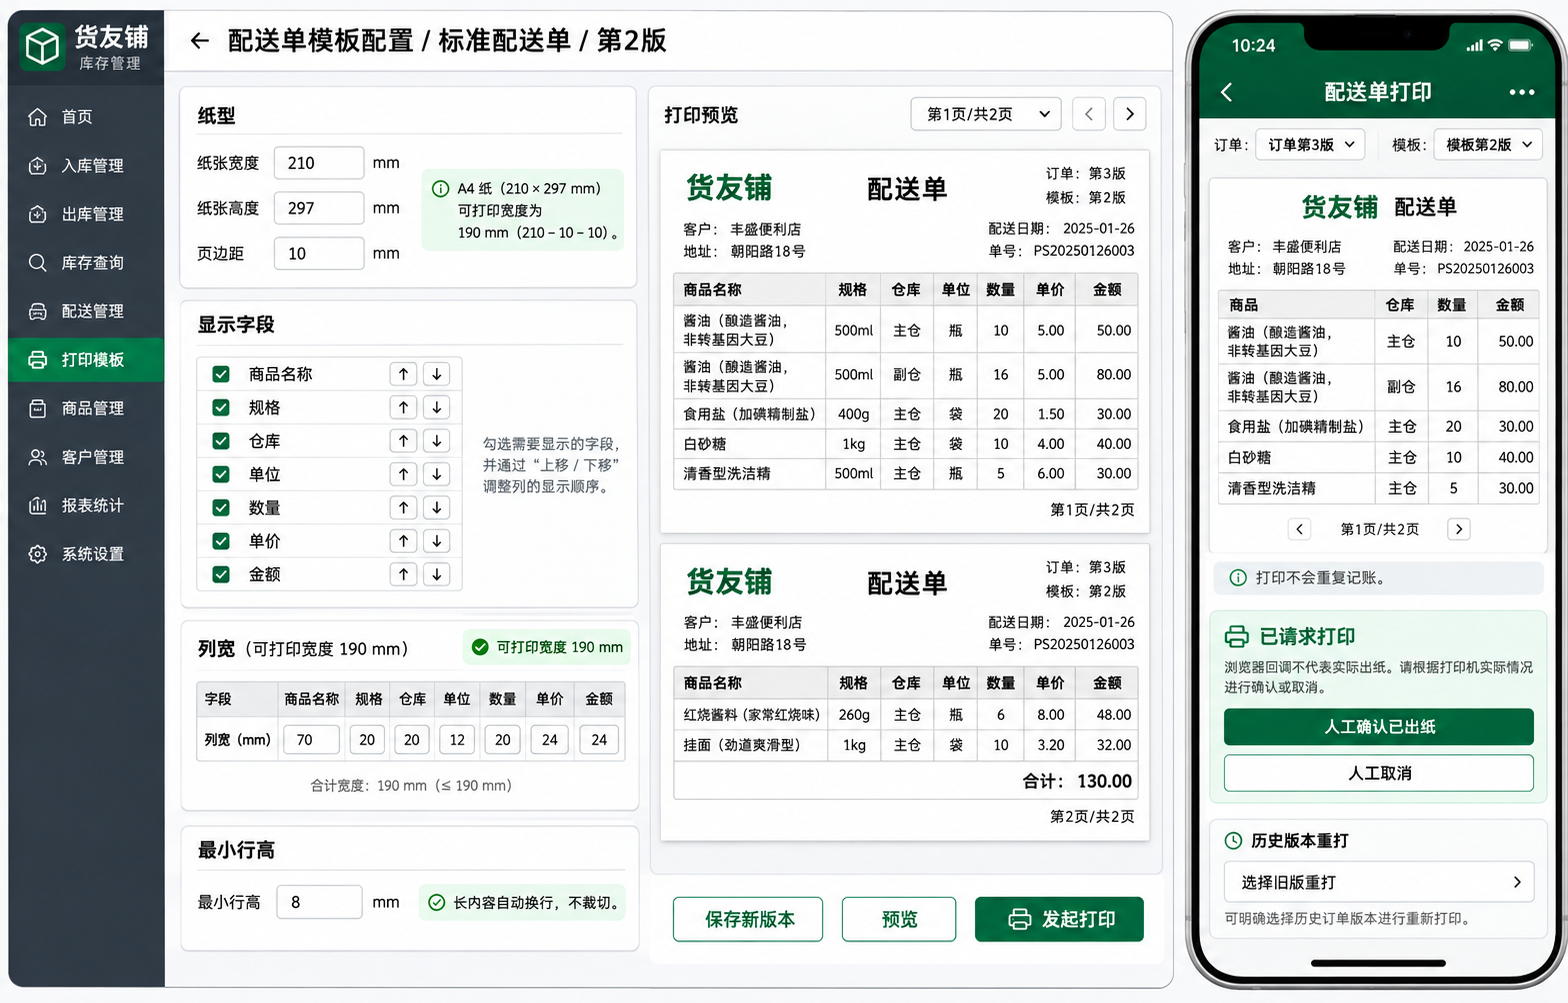 货友铺
库存管理
首页
入库管理
出库管理
库存查询
配送管理
打印模板
商品管理
客户管理
报表统计
系统设置
配送单模板配置 / 标准配送单 / 第2版
纸型
纸张宽度 210 mm
纸张高度 297 mm
页边距 10 mm
A4 纸（210 × 297 mm）
可打印宽度为
190 mm（210 – 10 – 10）。
显示字段
商品名称
规格
仓库
单位
数量
单价
金额
勾选需要显示的字段，
并通过“上移 / 下移”
调整列的显示顺序。
列宽（可打印宽度 190 mm）
可打印宽度 190 mm
字段 商品名称 规格 仓库 单位 数量 单价 金额
列宽（mm） 70 20 20 12 20 24 24
合计宽度：190 mm（≤ 190 mm）
最小行高
最小行高 8 mm
长内容自动换行，不裁切。
打印预览
第1页/共2页
货友铺
配送单
订单：第3版
模板：第2版
客户：丰盛便利店 配送日期：2025-01-26
地址：朝阳路18号 单号：PS20250126003
商品名称 规格 仓库 单位 数量 单价 金额
酱油（酿造酱油，
非转基因大豆） 500ml 主仓 瓶 10 5.00 50.00
酱油（酿造酱油，
非转基因大豆） 500ml 副仓 瓶 16 5.00 80.00
食用盐（加碘精制盐） 400g 主仓 袋 20 1.50 30.00
白砂糖 1kg 主仓 袋 10 4.00 40.00
清香型洗洁精 500ml 主仓 瓶 5 6.00 30.00
第1页/共2页
货友铺
配送单
订单：第3版
模板：第2版
客户：丰盛便利店 配送日期：2025-01-26
地址：朝阳路18号 单号：PS20250126003
商品名称 规格 仓库 单位 数量 单价 金额
红烧酱料（家常红烧味） 260g 主仓 瓶 6 8.00 48.00
挂面（劲道爽滑型） 1kg 主仓 袋 10 3.20 32.00
合计：130.00
第2页/共2页
保存新版本
预览
发起打印
10:24
配送单打印
订单：订单第3版 模板：模板第2版
货友铺 配送单
客户：丰盛便利店 配送日期：2025-01-26
地址：朝阳路18号 单号：PS20250126003
商品 仓库 数量 金额
酱油（酿造酱油，
非转基因大豆） 主仓 10 50.00
酱油（酿造酱油，
非转基因大豆） 副仓 16 80.00
食用盐（加碘精制盐） 主仓 20 30.00
白砂糖 主仓 10 40.00
清香型洗洁精 主仓 5 30.00
第1页/共2页
打印不会重复记账。
已请求打印
浏览器回调不代表实际出纸。请根据打印机实际情况
进行确认或取消。
人工确认已出纸
人工取消
历史版本重打
选择旧版重打
可明确选择历史订单版本进行重新打印。